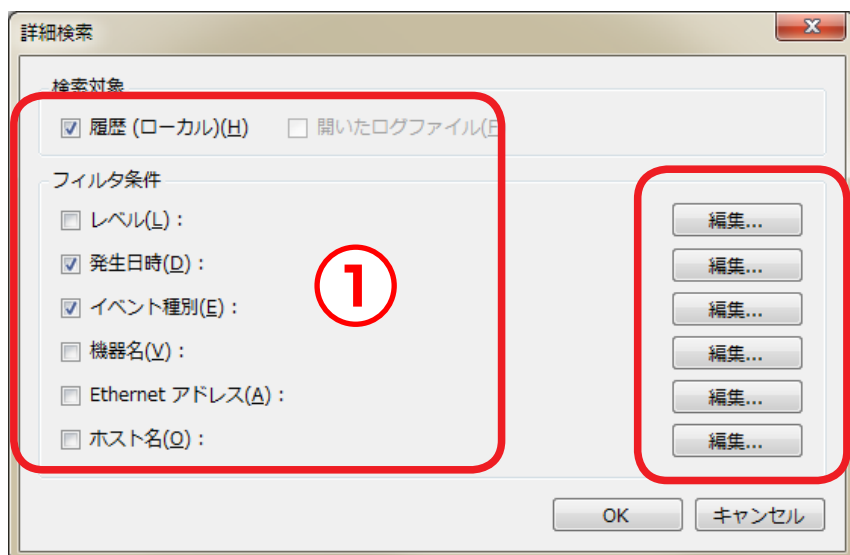 詳細検索
検索対象
履歴 (ローカル)(H) 開いたログファイル(F)
フィルタ条件
レベル(L) : 編集...
発生日時(D) : 編集...
イベント種別(E) : 編集...
機器名(V) : 編集...
Ethernet アドレス(A) : 編集...
ホスト名(O) : 編集...
①
OK キャンセル